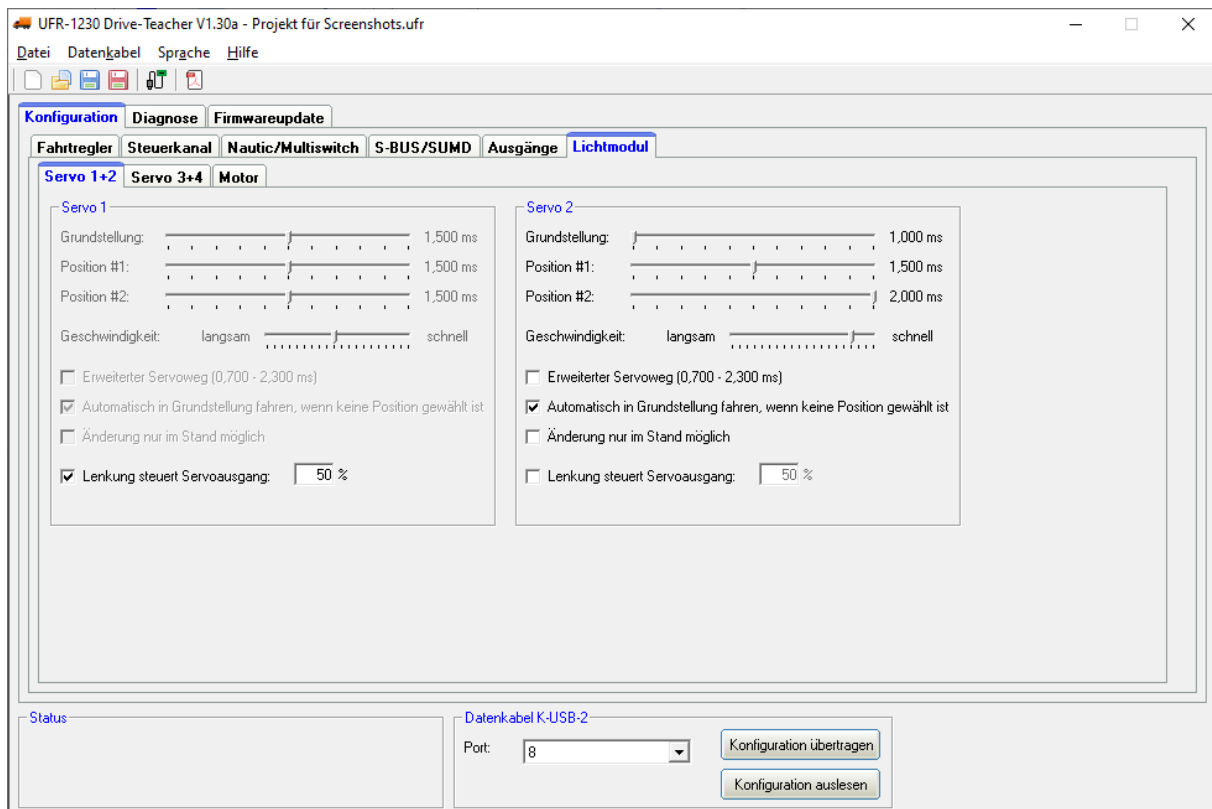 UFR-1230 Drive-Teacher V1.30a - Projekt für Screenshots.ufr
Datei Datenkabel Sprache Hilfe
Konfiguration Diagnose Firmwareupdate
Fahrtregler Steuerkanal Nautic/Multiswitch S-BUS/SUMD Ausgänge Lichtmodul
Servo 1+2 Servo 3+4 Motor
Servo 1
Grundstellung: 1,500 ms
Position #1: 1,500 ms
Position #2: 1,500 ms
Geschwindigkeit: langsam schnell
Erweiterter Servoweg (0,700 - 2,300 ms)
Automatisch in Grundstellung fahren, wenn keine Position gewählt ist
Änderung nur im Stand möglich
Lenkung steuert Servoausgang: 50 %
Servo 2
Grundstellung: 1,000 ms
Position #1: 1,500 ms
Position #2: 2,000 ms
Geschwindigkeit: langsam schnell
Erweiterter Servoweg (0,700 - 2,300 ms)
Automatisch in Grundstellung fahren, wenn keine Position gewählt ist
Änderung nur im Stand möglich
Lenkung steuert Servoausgang: 50 %
Status
Datenkabel K-USB-2
Port: 8
Konfiguration übertragen
Konfiguration auslesen